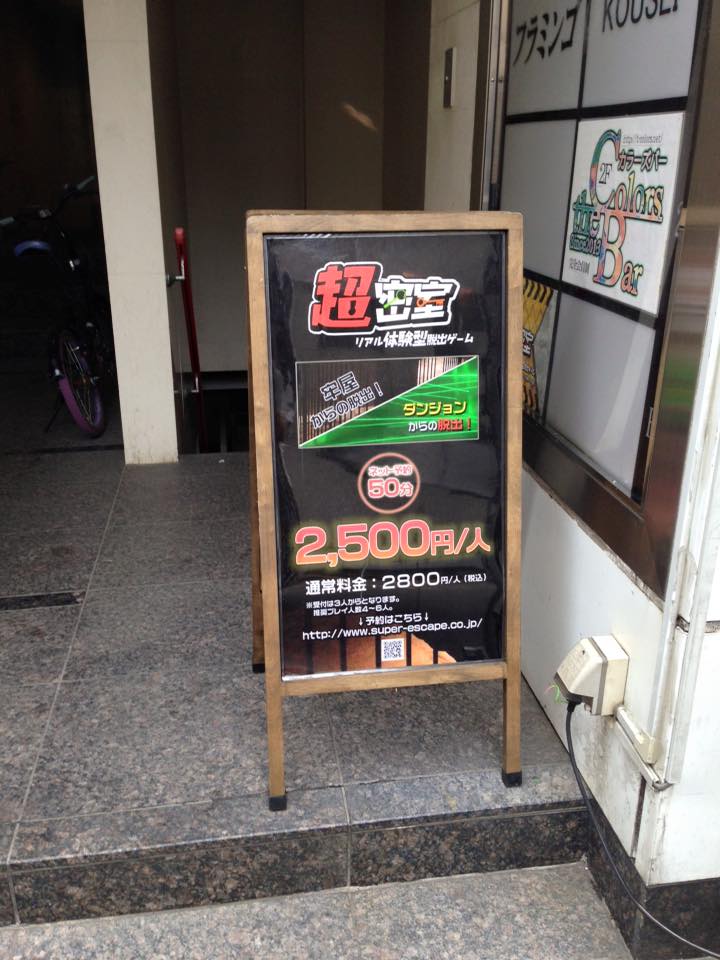 フラミンゴ
KOUSEI
http://tcolors.net/
2F
カラーズバー
Colors
Bar
超密室
リアル体験型脱出ゲーム
牢屋
からの脱出！
ダンジョン
からの脱出！
ネット予約
50分
2,500円/人
通常料金：2800円/人（税込）
※受付は3人からとなります。
推奨プレイ人数4～6人。
↓予約はこちら↓
http://www.super-escape.co.jp/